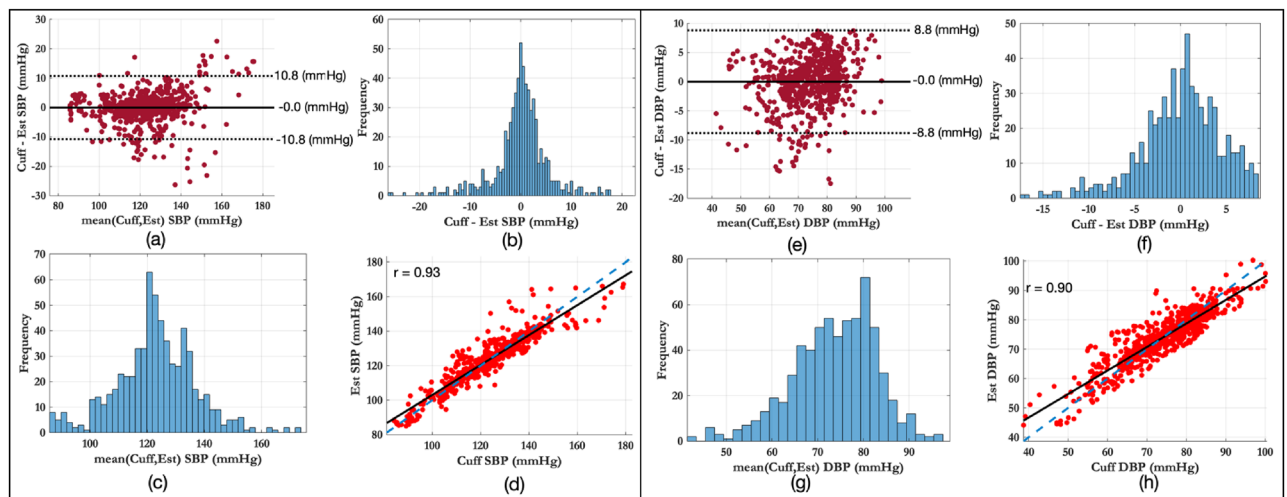 30
20
10
0
-10
-20
30
80 100 120 140 160 180
Cuff - Est SBP (mmHg)
mean(Cuff,Est) SBP (mmHg)
10.8 (mmHg)
-0.0 (mmHg)
-10.8 (mmHg)
(a)
60
50
40
30
20
10
0
-20 -10 0 10 20
Frequency
Cuff - Est SBP (mmHg)
(b)
10
5
0
-5
-10
-15
-20
40 50 60 70 80 90 100
Cuff - Est DBP (mmHg)
mean(Cuff,Est) DBP (mmHg)
8.8 (mmHg)
-0.0 (mmHg)
-8.8 (mmHg)
(e)
50
40
30
20
10
0
-15 -10 -5 0 5
Frequency
Cuff - Est DBP (mmHg)
(f)
70
60
50
40
30
20
10
0
100 120 140 160
Frequency
mean(Cuff,Est) SBP (mmHg)
(c)
180
160
140
120
100
80
100 120 140 160 180
r = 0.93
Est SBP (mmHg)
Cuff SBP (mmHg)
(d)
80
60
40
20
0
50 60 70 80 90
Frequency
mean(Cuff,Est) DBP (mmHg)
(g)
100
90
80
70
60
50
40
40 50 60 70 80 90 100
r = 0.90
Est DBP (mmHg)
Cuff DBP (mmHg)
(h)